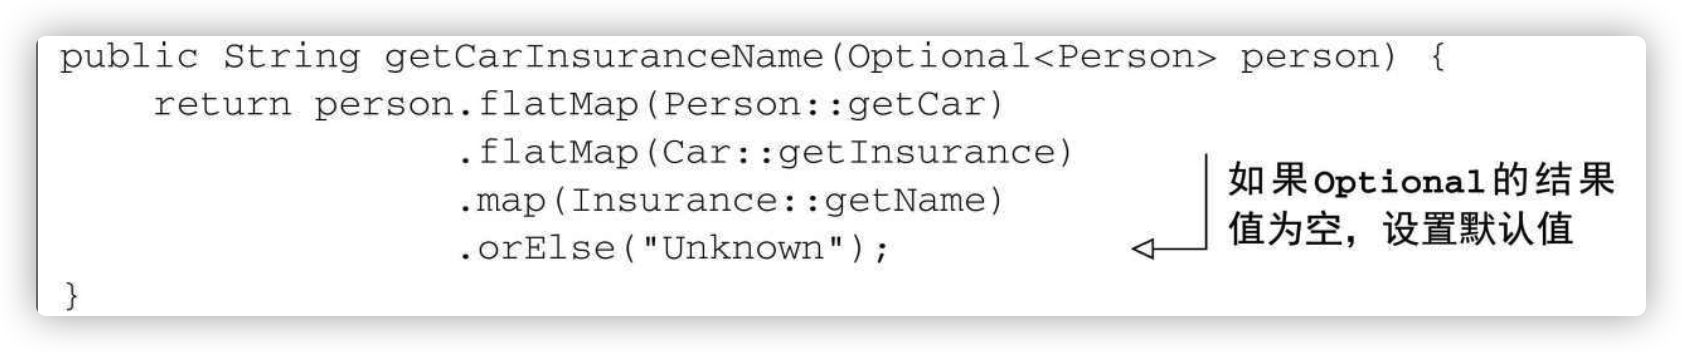 public String getCarInsuranceName(Optional<Person> person) {
    return person.flatMap(Person::getCar)
                 .flatMap(Car::getInsurance)
                 .map(Insurance::getName)
                 .orElse("Unknown");
}
如果Optional的结果
值为空，设置默认值